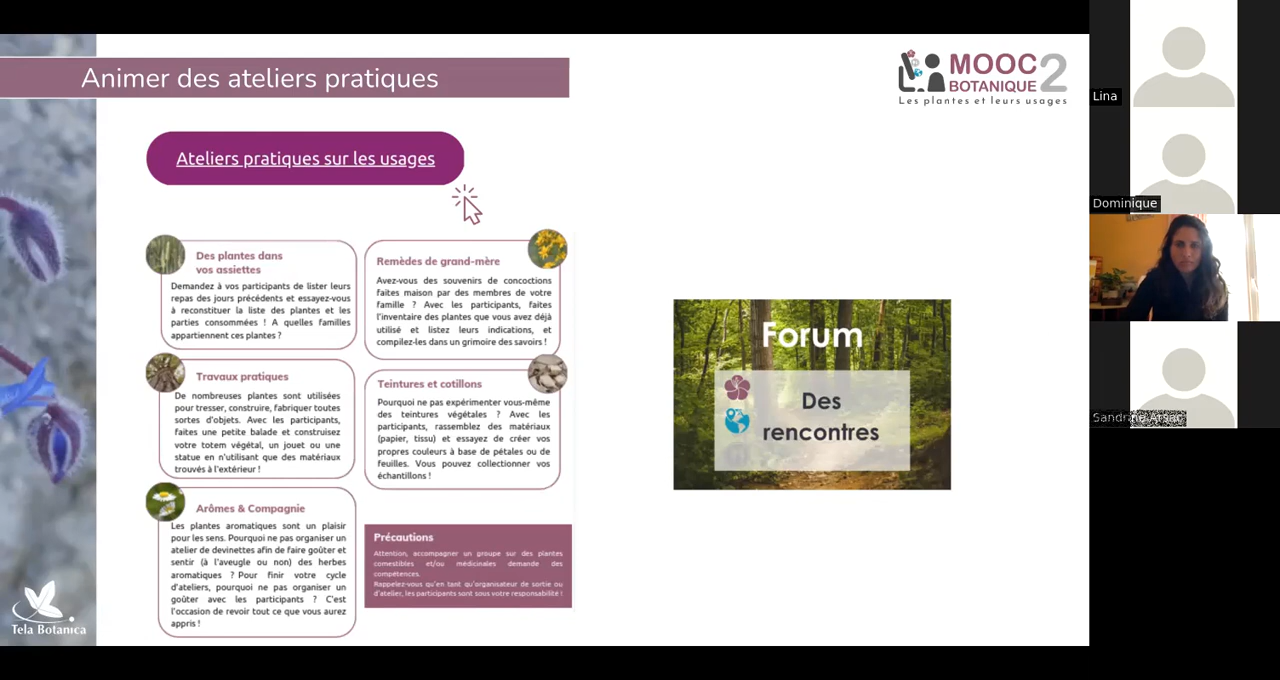 Animer des ateliers pratiques
MOOC
BOTANIQUE 2
Les plantes et leurs usages
Ateliers pratiques sur les usages
Des plantes dans
vos assiettes
Demandez à vos participants de lister leurs
repas des jours précédents et essayez-vous
à reconstituer la liste des plantes et les
parties consommées ! A quelles familles
appartiennent ces plantes ?
Remèdes de grand-mère
Avez-vous des souvenirs de concoctions
faites maison par des membres de votre
famille ? Avec les participants, faites
l'inventaire des plantes que vous avez déjà
utilisé et listez leurs indications, et
compilez-les dans un grimoire des savoirs !
Travaux pratiques
De nombreuses plantes sont utilisées
pour tresser, construire, fabriquer toutes
sortes d'objets. Avec les participants,
faites une petite balade et construisez
votre totem végétal, un jouet ou une
statue en n'utilisant que des matériaux
trouvés à l'extérieur !
Teintures et cotillons
Pourquoi ne pas expérimenter vous-même
des teintures végétales ? Avec les
participants, rassemblez des matériaux
(papier, tissu) et essayez de créer vos
propres couleurs à base de pétales ou de
feuilles. Vous pouvez collectionner vos
échantillons !
Arômes & Compagnie
Les plantes aromatiques sont un plaisir
pour les sens. Pourquoi ne pas organiser un
atelier de devinettes afin de faire goûter et
sentir (à l'aveugle ou non) des herbes
aromatiques ? Pour finir votre cycle
d'ateliers, pourquoi ne pas organiser un
goûter avec les participants ? C'est
l'occasion de revoir tout ce que vous aurez
appris !
Précautions
Attention, accompagner un groupe sur des plantes
comestibles et/ou médicinales demande des
compétences.
Rappelez-vous qu'en tant qu'organisateur de sortie ou
d'atelier, les participants sont sous votre responsabilité !
Forum
Des
rencontres
Tela Botanica
Lina
Dominique